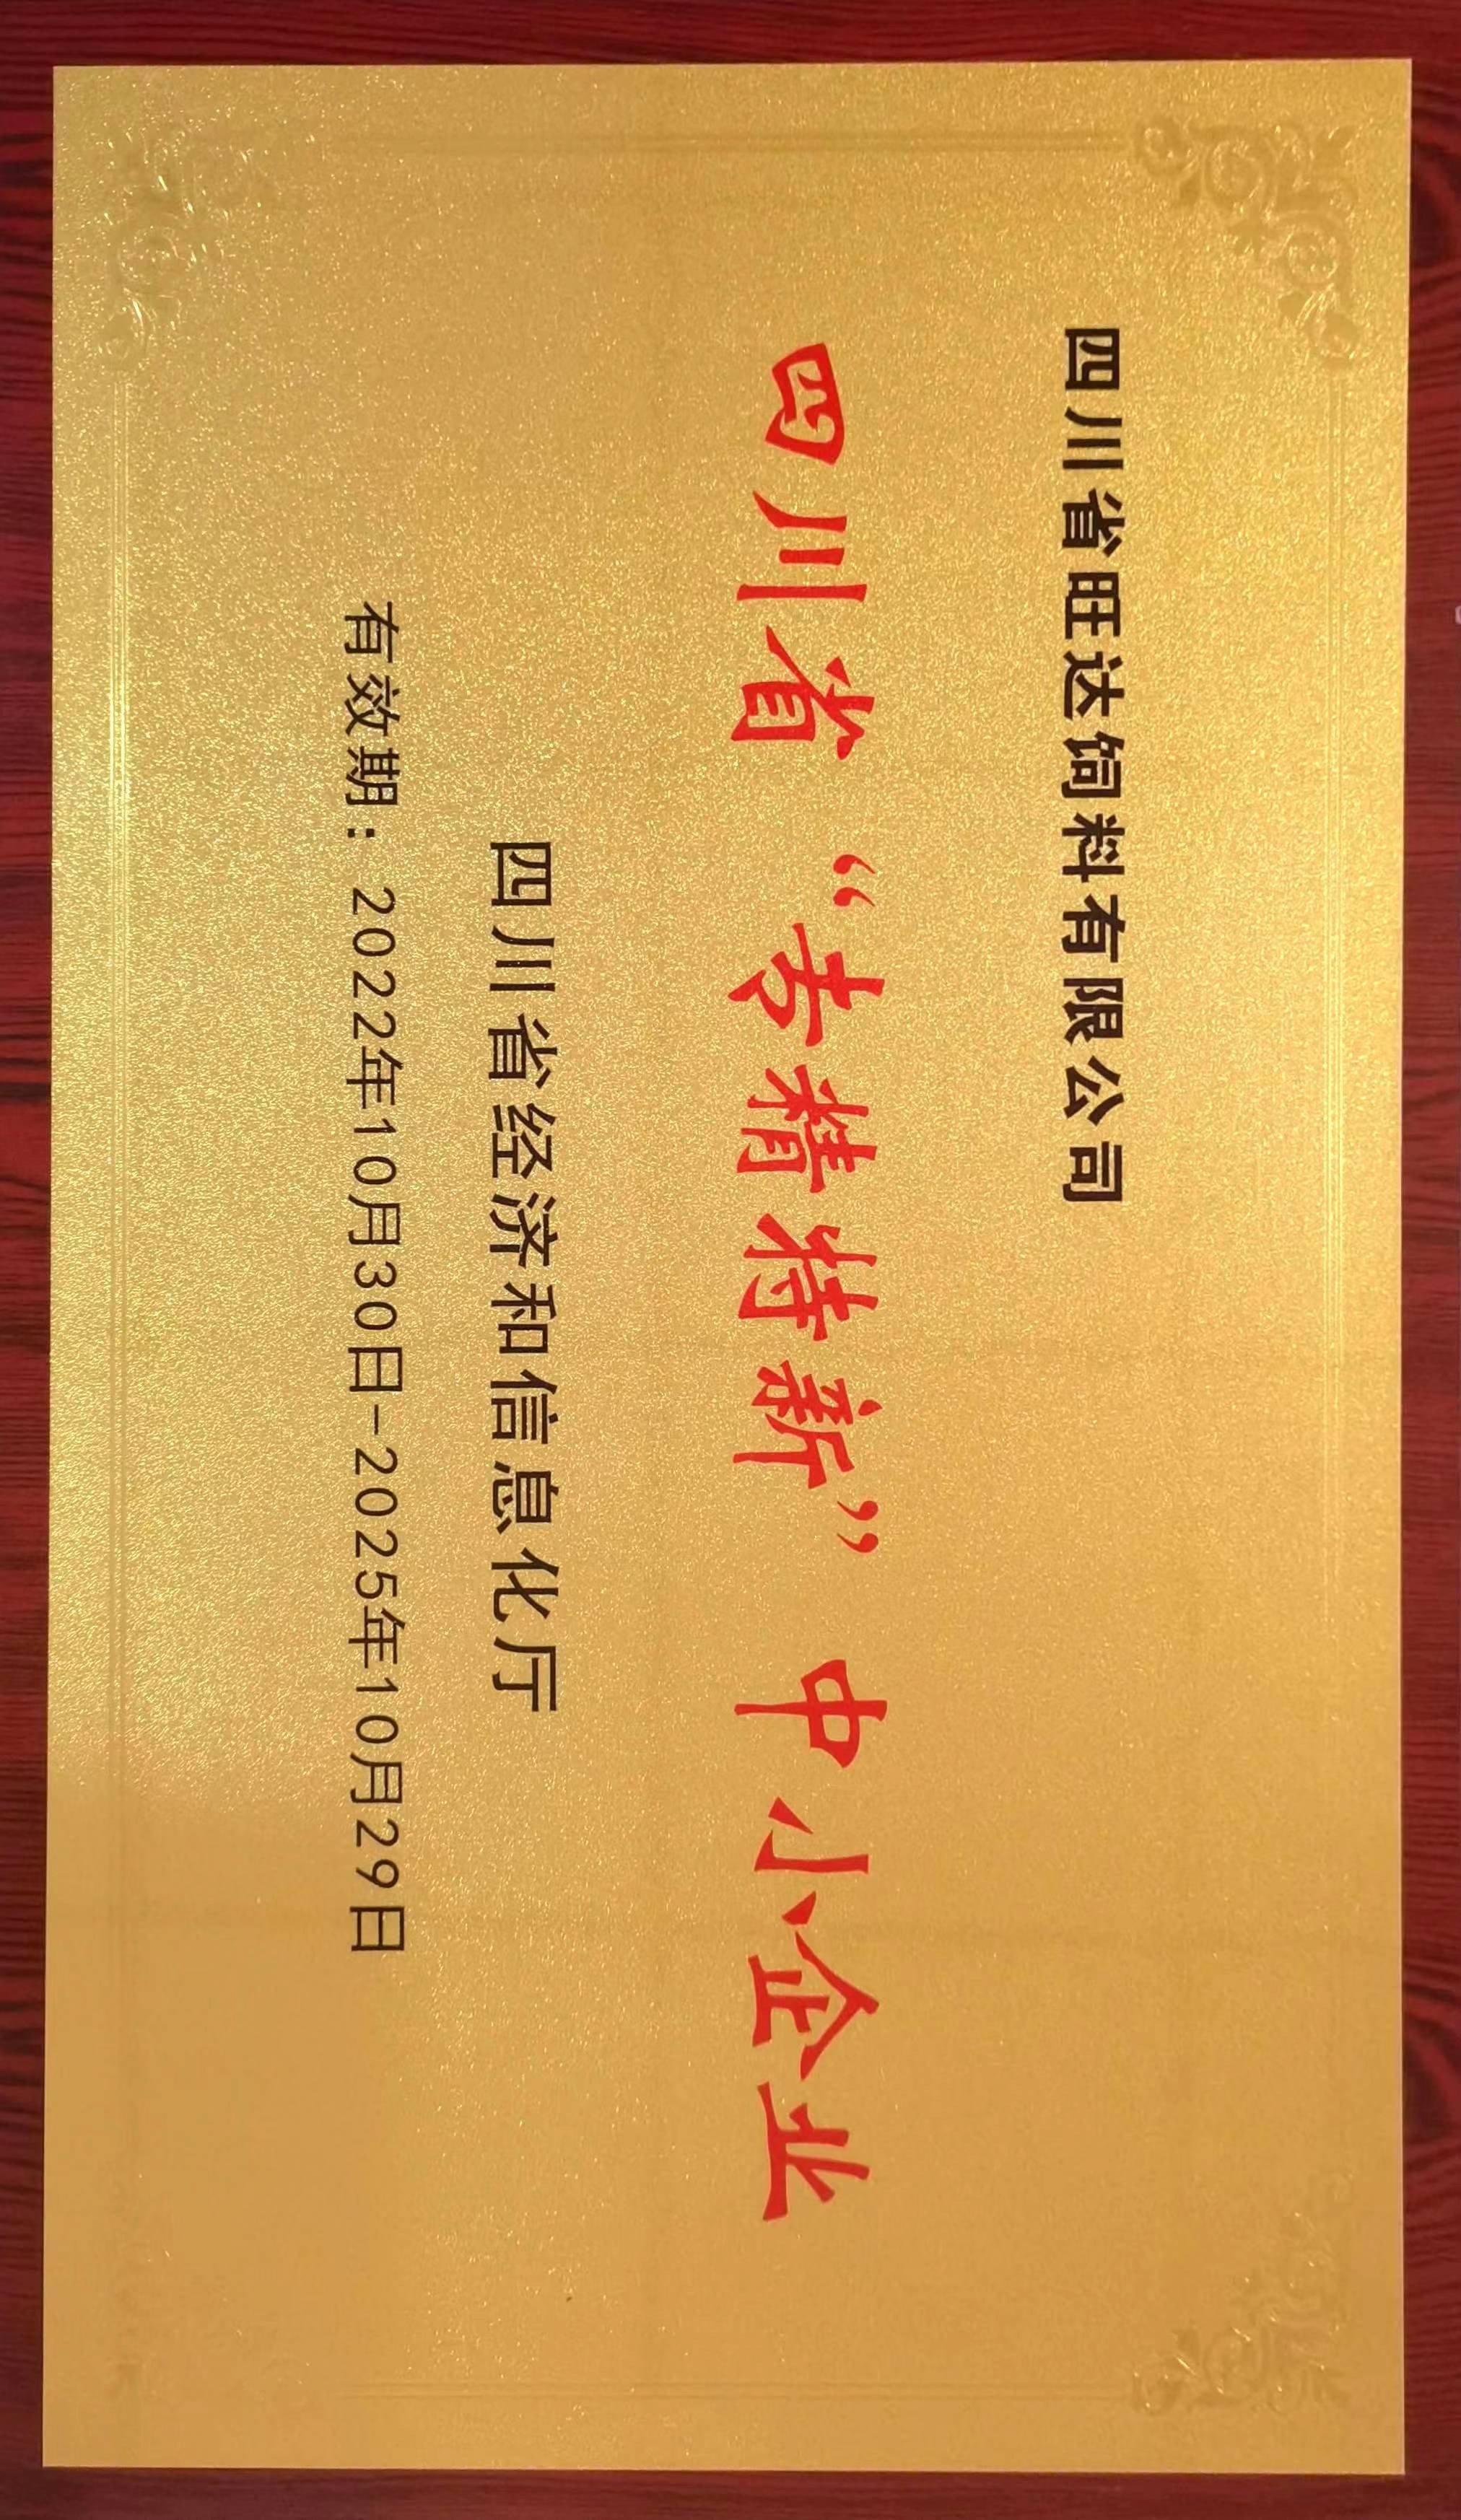 四川省旺达饲料有限公司
四川省“专精特新”中小企业
四川省经济和信息化厅
有效期：2022年10月30日-2025年10月29日